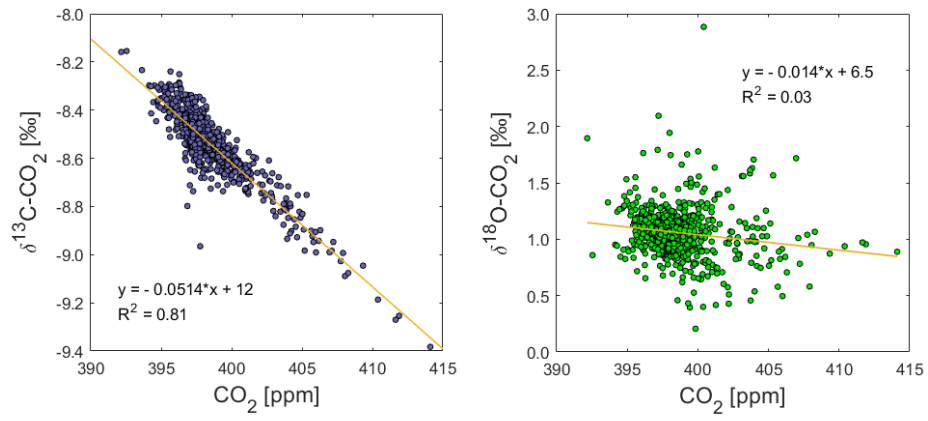 -8.0
-8.2
-8.4
-8.6
-8.8
-9.0
-9.2
-9.4
δ¹³C-CO₂ [‰]
y = - 0.0514*x + 12
R² = 0.81
390 395 400 405 410 415
CO₂ [ppm]
3.0
2.5
2.0
1.5
1.0
0.5
0.0
δ¹⁸O-CO₂ [‰]
y = - 0.014*x + 6.5
R² = 0.03
390 395 400 405 410 415
CO₂ [ppm]